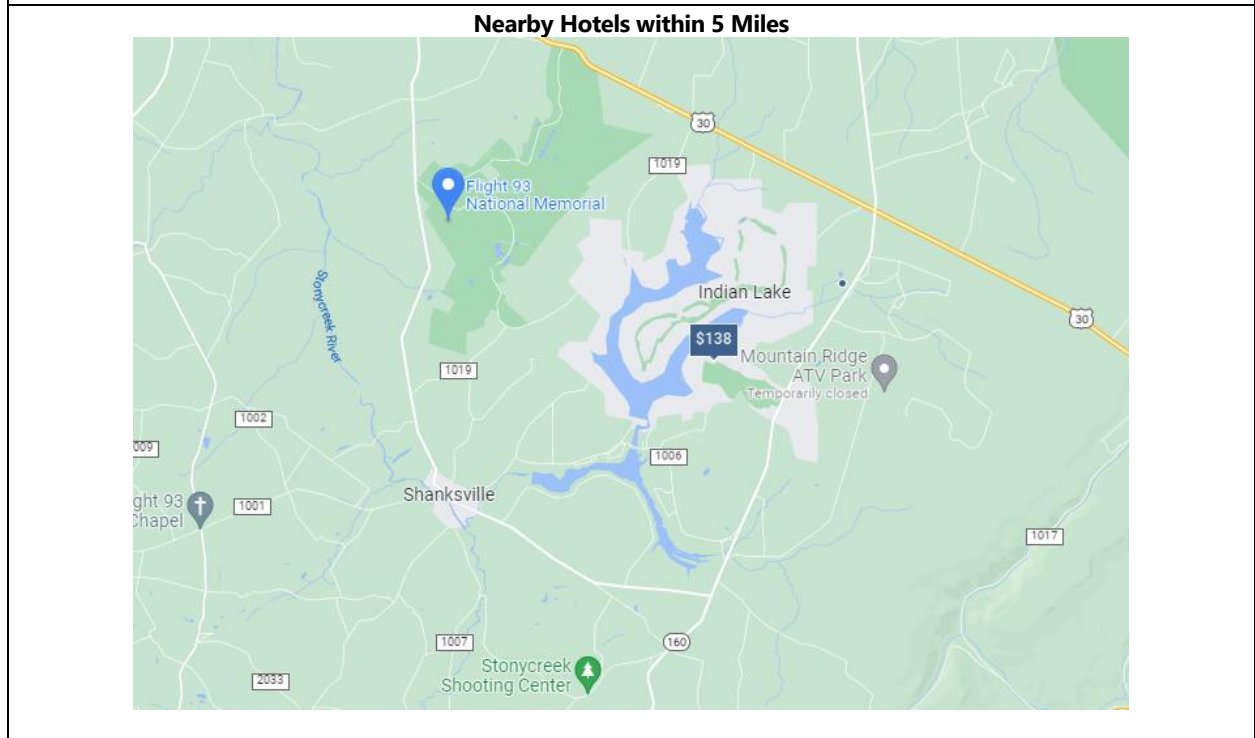 Nearby Hotels within 5 Miles
30
1019
Flight 93
National Memorial
Indian Lake
Stonycreek River
$138
30
Mountain Ridge
ATV Park
Temporarily closed
1019
1002
009
1006
Shanksville
ght 93
Chapel
1001
1017
1007
160
Stonycreek
Shooting Center
2033